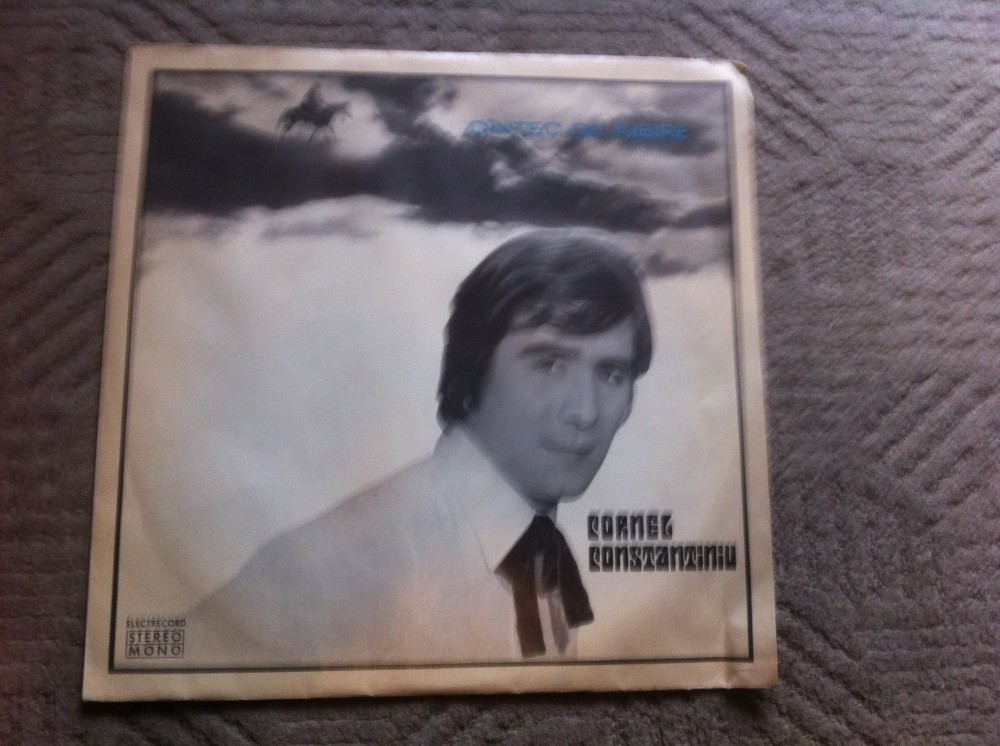 CÎNTEC DE IUBIRE
CORNEL
CONSTANTINIU
ELECTRECORD
STEREO
MONO